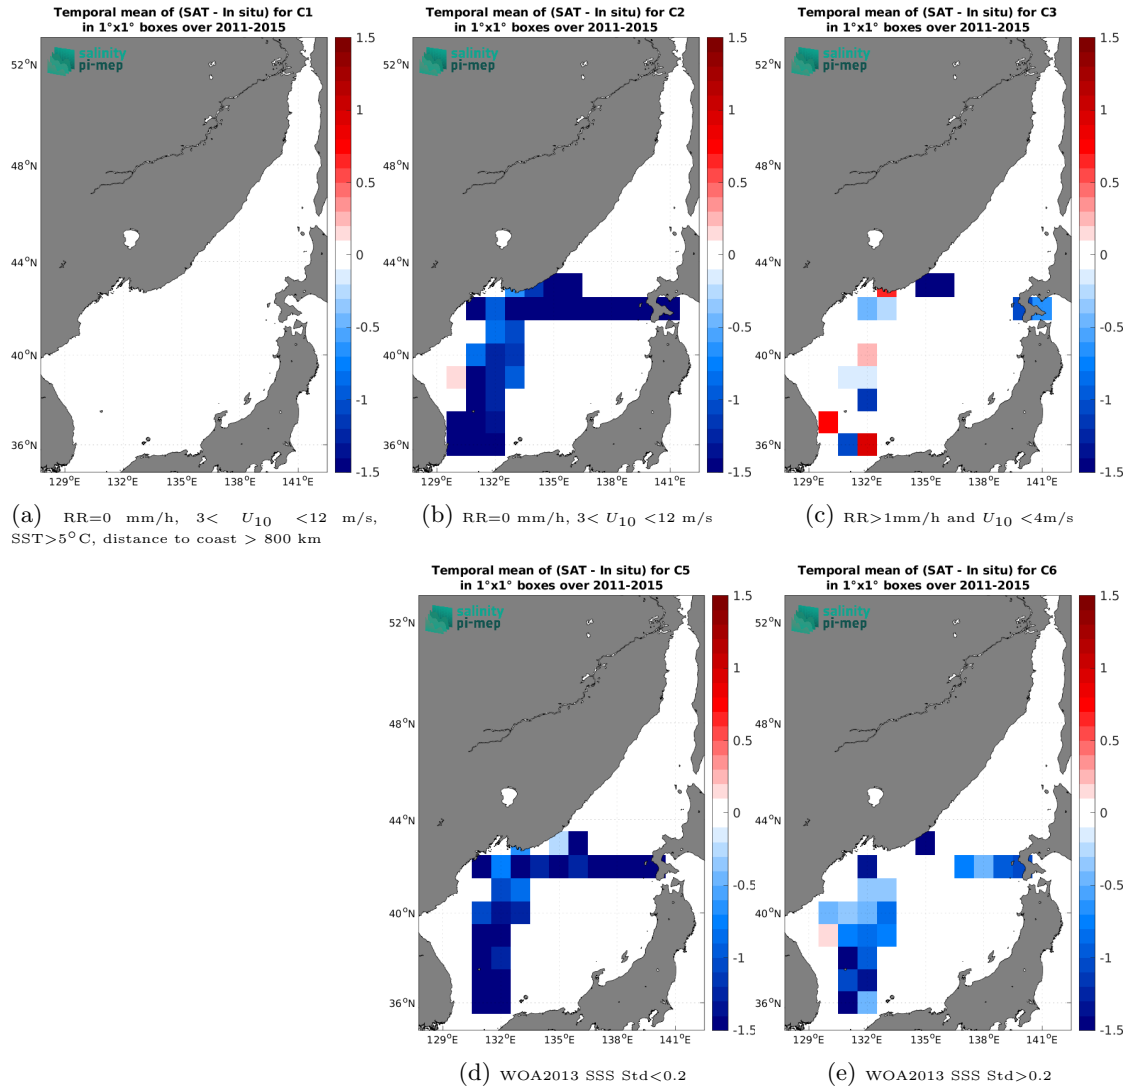 Temporal mean of (SAT - In situ) for C1
in 1°x1° boxes over 2011-2015
salinity
pi-mep
52°N
48°N
44°N
40°N
36°N
129°E 132°E 135°E 138°E 141°E
1.5
1
0.5
0
-0.5
-1
-1.5
(a) RR=0 mm/h, 3< U10 <12 m/s,
SST>5°C, distance to coast > 800 km
Temporal mean of (SAT - In situ) for C2
in 1°x1° boxes over 2011-2015
salinity
pi-mep
52°N
48°N
44°N
40°N
36°N
129°E 132°E 135°E 138°E 141°E
1.5
1
0.5
0
-0.5
-1
-1.5
(b) RR=0 mm/h, 3< U10 <12 m/s
Temporal mean of (SAT - In situ) for C3
in 1°x1° boxes over 2011-2015
salinity
pi-mep
52°N
48°N
44°N
40°N
36°N
129°E 132°E 135°E 138°E 141°E
1.5
1
0.5
0
-0.5
-1
-1.5
(c) RR>1mm/h and U10 <4m/s
Temporal mean of (SAT - In situ) for C5
in 1°x1° boxes over 2011-2015
salinity
pi-mep
52°N
48°N
44°N
40°N
36°N
129°E 132°E 135°E 138°E 141°E
1.5
1
0.5
0
-0.5
-1
-1.5
(d) WOA2013 SSS Std<0.2
Temporal mean of (SAT - In situ) for C6
in 1°x1° boxes over 2011-2015
salinity
pi-mep
52°N
48°N
44°N
40°N
36°N
129°E 132°E 135°E 138°E 141°E
1.5
1
0.5
0
-0.5
-1
-1.5
(e) WOA2013 SSS Std>0.2